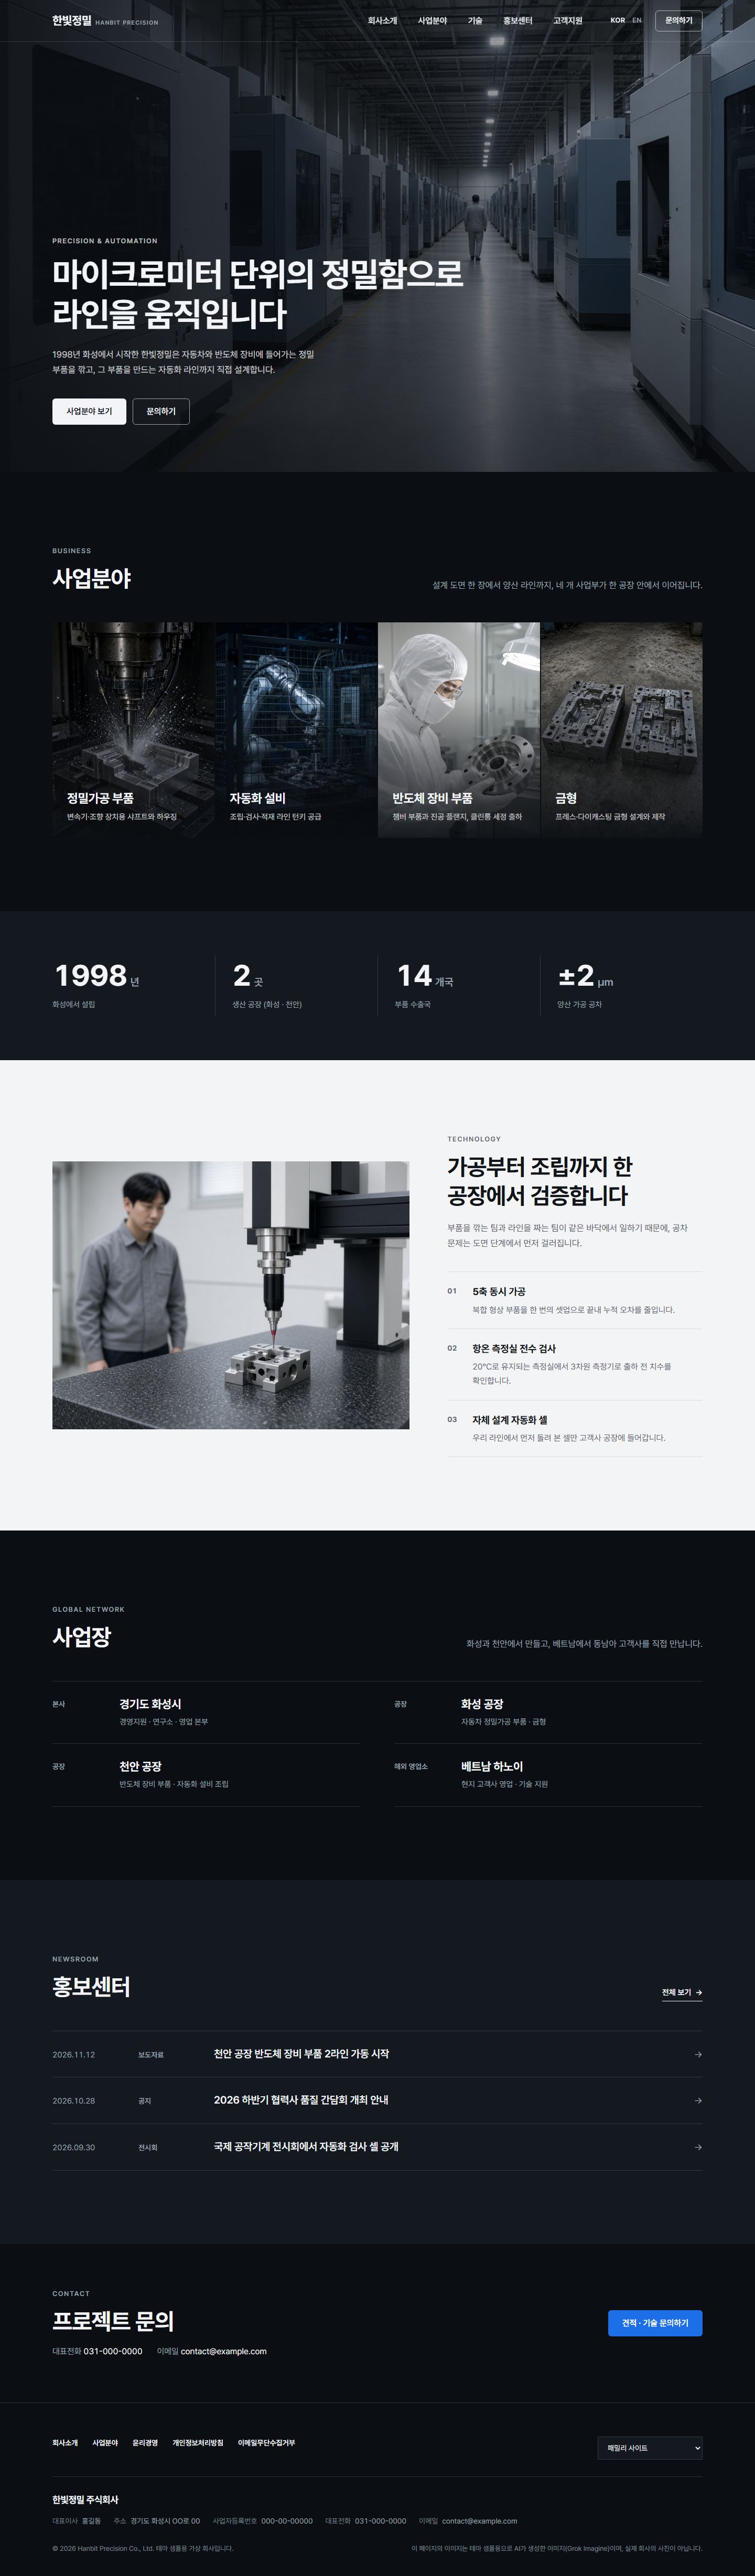 한빛정밀 HANBIT PRECISION
회사소개 사업분야 기술 홍보센터 고객지원 KOR EN 문의하기
PRECISION & AUTOMATION
마이크로미터 단위의 정밀함으로
라인을 움직입니다
1998년 화성에서 시작한 한빛정밀은 자동차와 반도체 장비에 들어가는 정밀
부품을 깎고, 그 부품을 만드는 자동화 라인까지 직접 설계합니다.
사업분야 보기 문의하기
BUSINESS
사업분야
설계 도면 한 장에서 양산 라인까지, 네 개 사업부가 한 공장 안에서 이어집니다.
정밀가공 부품
변속기·조향 장치용 샤프트와 하우징
자동화 설비
조립·검사·적재 라인 턴키 공급
반도체 장비 부품
챔버 부품과 진공 플랜지, 클린룸 세정 출하
금형
프레스·다이캐스팅 금형 설계와 제작
1998 년
화성에서 설립
2 곳
생산 공장 (화성 · 천안)
14 개국
부품 수출국
±2 μm
양산 가공 공차
TECHNOLOGY
가공부터 조립까지 한
공장에서 검증합니다
부품을 깎는 팀과 라인을 짜는 팀이 같은 바닥에서 일하기 때문에, 공차
문제는 도면 단계에서 먼저 걸러집니다.
01 5축 동시 가공
복합 형상 부품을 한 번의 셋업으로 끝내 누적 오차를 줄입니다.
02 항온 측정실 전수 검사
20°C로 유지되는 측정실에서 3차원 측정기로 출하 전 치수를
확인합니다.
03 자체 설계 자동화 셀
우리 라인에서 먼저 돌려 본 셀만 고객사 공장에 들어갑니다.
GLOBAL NETWORK
사업장
화성과 천안에서 만들고, 베트남에서 동남아 고객사를 직접 만납니다.
본사 경기도 화성시
경영지원 · 연구소 · 영업 본부
공장 화성 공장
자동차 정밀가공 부품 · 금형
공장 천안 공장
반도체 장비 부품 · 자동화 설비 조립
해외 영업소 베트남 하노이
현지 고객사 영업 · 기술 지원
NEWSROOM
홍보센터
전체 보기 →
2026.11.12 보도자료 천안 공장 반도체 장비 부품 2라인 가동 시작 →
2026.10.28 공지 2026 하반기 협력사 품질 간담회 개최 안내 →
2026.09.30 전시회 국제 공작기계 전시회에서 자동화 검사 셀 공개 →
CONTACT
프로젝트 문의
대표전화 031-000-0000 이메일 contact@example.com
견적 · 기술 문의하기
회사소개 사업분야 윤리경영 개인정보처리방침 이메일무단수집거부
패밀리 사이트
한빛정밀 주식회사
대표이사 홍길동 주소 경기도 화성시 OO로 00 사업자등록번호 000-00-00000 대표전화 031-000-0000 이메일 contact@example.com
© 2026 Hanbit Precision Co., Ltd. 테마 샘플용 가상 회사입니다.
이 페이지의 이미지는 테마 샘플용으로 AI가 생성한 이미지(Grok Imagine)이며, 실제 회사의 사진이 아닙니다.